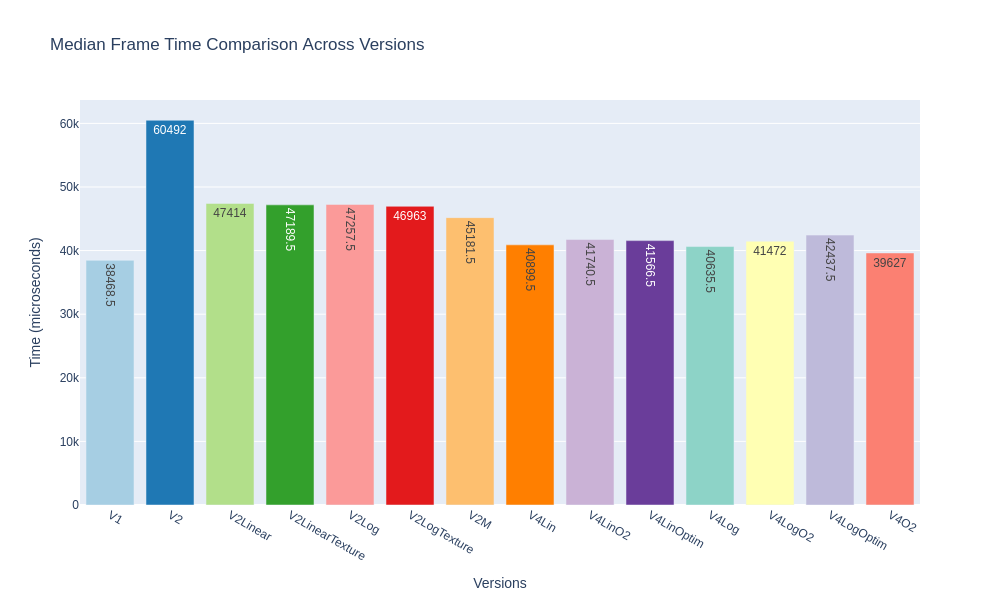 Median Frame Time Comparison Across Versions
Time (microseconds)
60k
50k
40k
30k
20k
10k
0
38468.5
60492
47414
47189.5
47257.5
46963
45181.5
40899.5
41740.5
41566.5
40635.5
41472
42437.5
39627
V1
V2
V2Linear
V2LinearTexture
V2Log
V2LogTexture
V2M
V4Lin
V4LinO2
V4LinOptim
V4Log
V4LogO2
V4LogOptim
V4O2
Versions